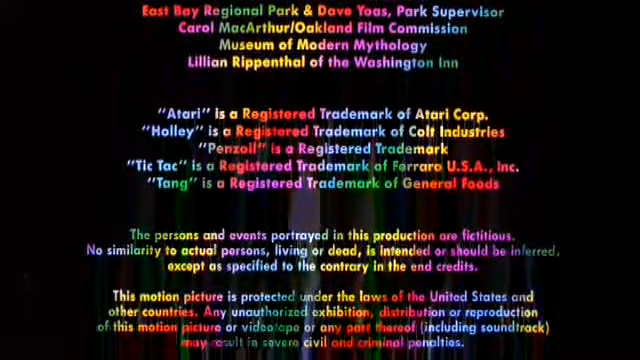 East Bay Regional Park & Dave Yoas, Park Supervisor
Carol MacArthur/Oakland Film Commission
Museum of Modern Mythology
Lillian Rippenthal of the Washington Inn
"Atari" is a Registered Trademark of Atari Corp.
"Holley" is a Registered Trademark of Colt Industries
"Penzoil" is a Registered Trademark
"Tic Tac" is a Registered Trademark of Ferraro U.S.A., Inc.
"Tang" is a Registered Trademark of General Foods
The persons and events portrayed in this production are fictitious.
No similarity to actual persons, living or dead, is intended or should be inferred,
except as specified to the contrary in the end credits.
This motion picture is protected under the laws of the United States and
other countries. Any unauthorized exhibition, distribution or reproduction
of this motion picture or videotape or any part thereof (including soundtrack)
may result in severe civil and criminal penalties.